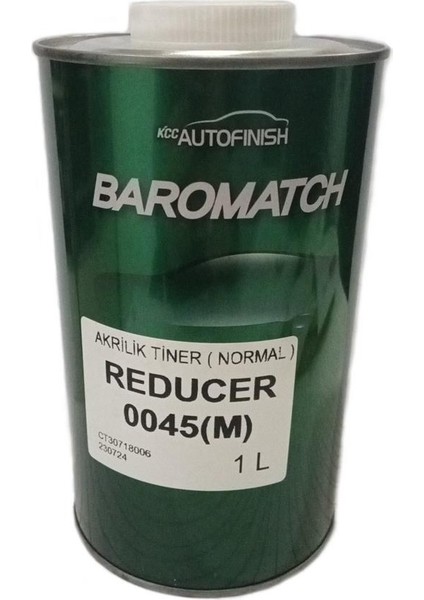 KCC AUTOFINISH
BAROMATCH
AKRİLİK TİNER ( NORMAL )
REDUCER
0045(M)
CT30718006
230724
1 L